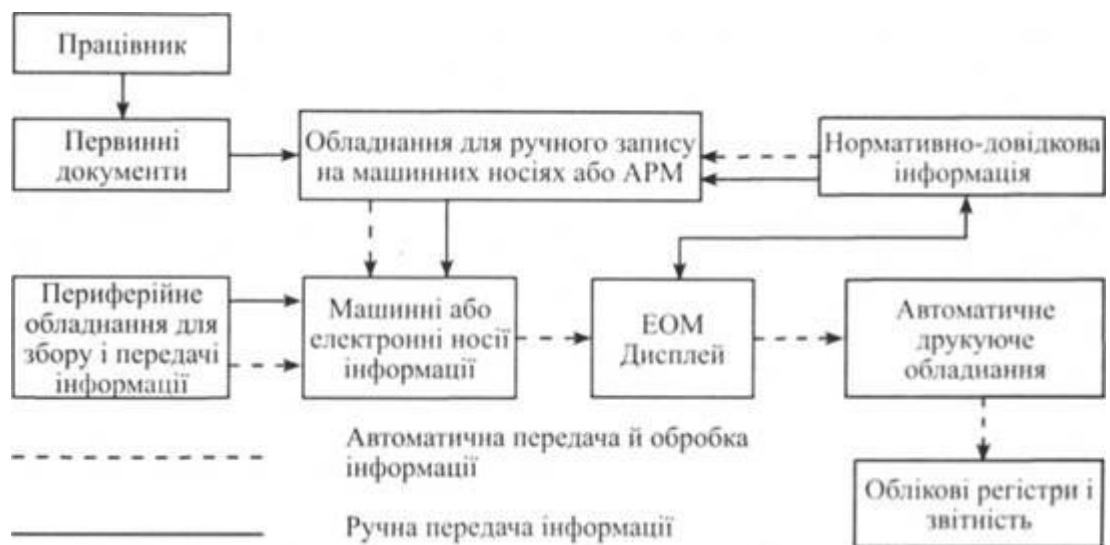 Працівник
Первинні
документи
Обладнання для ручного запису
на машинних носіях або АРМ
Нормативно-довідкова
інформація
Периферійне
обладнання для
збору і передачі
інформації
Машинні або
електронні носії
інформації
ЕОМ
Дисплей
Автоматичне
друкуюче
обладнання
Автоматична передача й обробка
інформації
Облікові регістри і
звітність
Ручна передача інформації